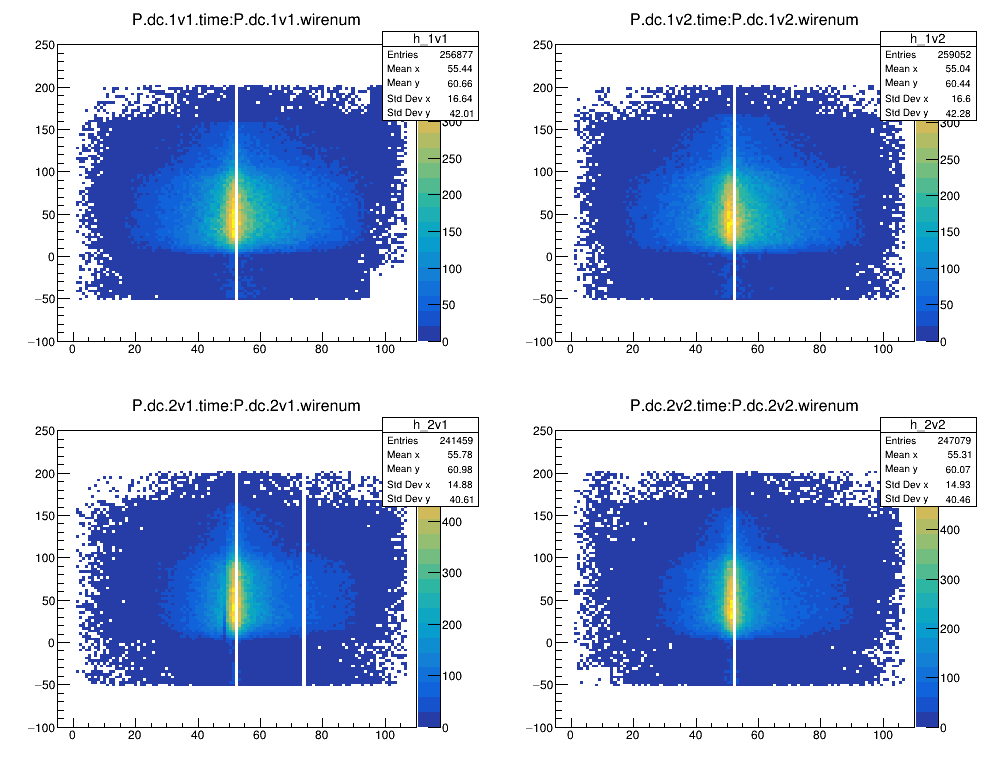 P.dc.1v1.time:P.dc.1v1.wirenum
h_1v1
Entries 256877
Mean x 55.44
Mean y 60.66
Std Dev x 16.64
Std Dev y 42.01
250
200
150
100
50
0
−50
−100
0 20 40 60 80 100
300
250
200
150
100
50
0
P.dc.1v2.time:P.dc.1v2.wirenum
h_1v2
Entries 259052
Mean x 55.04
Mean y 60.44
Std Dev x 16.6
Std Dev y 42.28
250
200
150
100
50
0
−50
−100
0 20 40 60 80 100
300
250
200
150
100
50
0
P.dc.2v1.time:P.dc.2v1.wirenum
h_2v1
Entries 241459
Mean x 55.78
Mean y 60.98
Std Dev x 14.88
Std Dev y 40.61
250
200
150
100
50
0
−50
−100
0 20 40 60 80 100
400
300
200
100
0
P.dc.2v2.time:P.dc.2v2.wirenum
h_2v2
Entries 247079
Mean x 55.31
Mean y 60.07
Std Dev x 14.93
Std Dev y 40.46
250
200
150
100
50
0
−50
−100
0 20 40 60 80 100
400
300
200
100
0